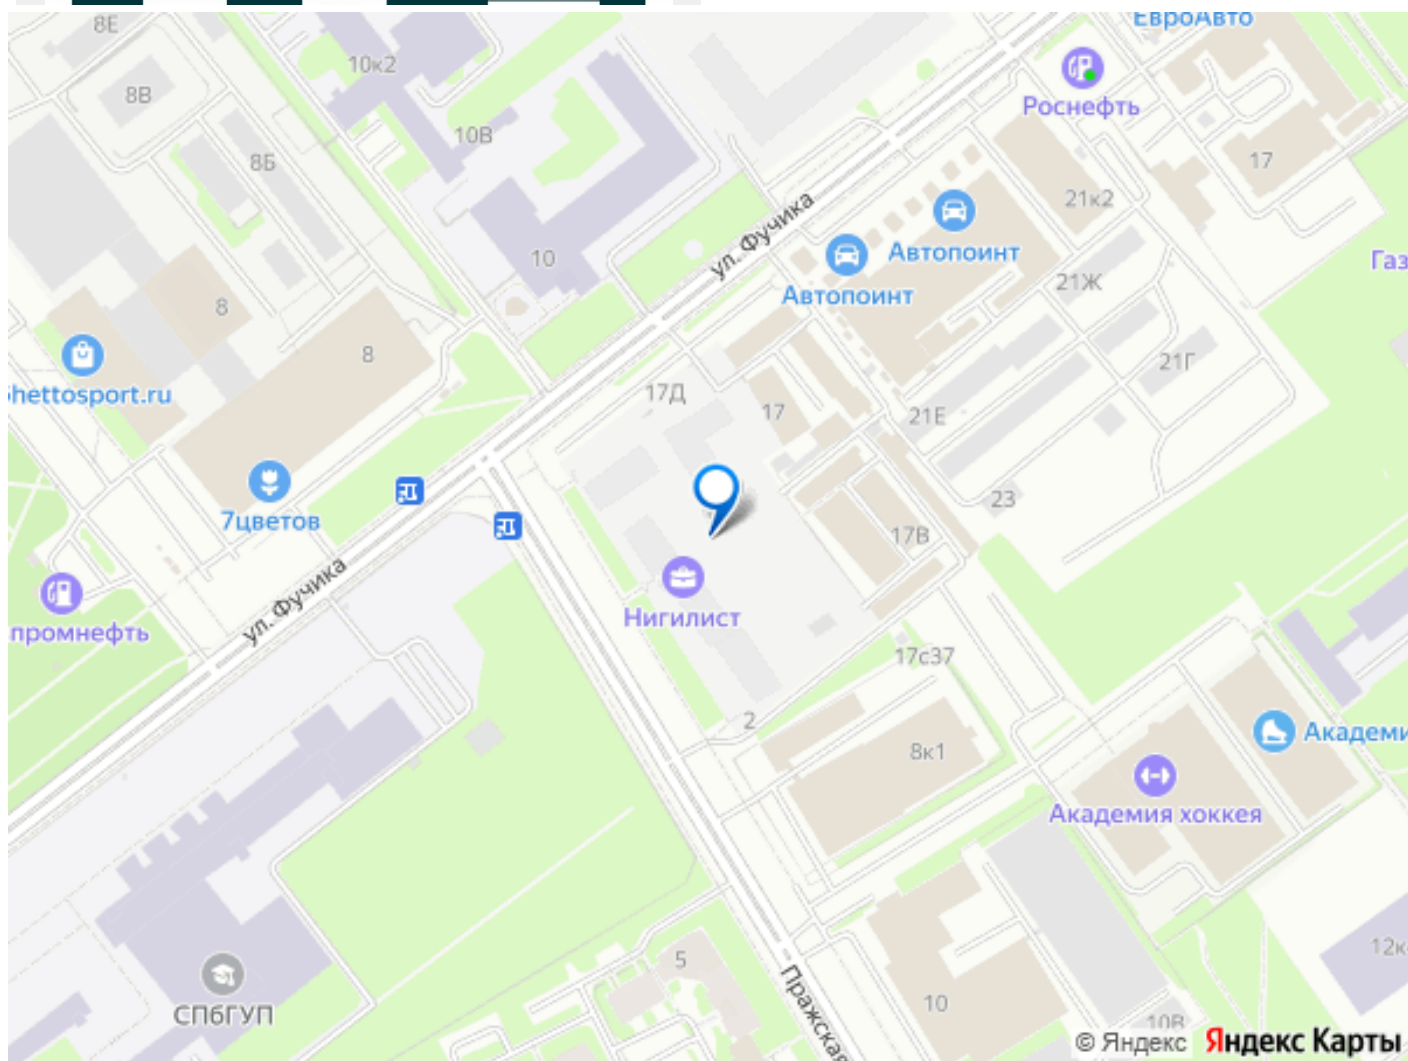 8Е
ЕвроАвто
10к2
8В
Роснефть
10В
8Б
17
21к2
ул. Фучика
Автопоинт
10
Газ
21Ж
Автопоинт
8
8
21Г
Shettosport.ru
17Д
17
21Е
23
7цветов
17В
ул. Фучика
Нигилист
промнефть
17с37
2
8к1
Академи
Академия хоккея
12к
5
Пражская
10
СПбГУП
10В
© Яндекс Яндекс Карты